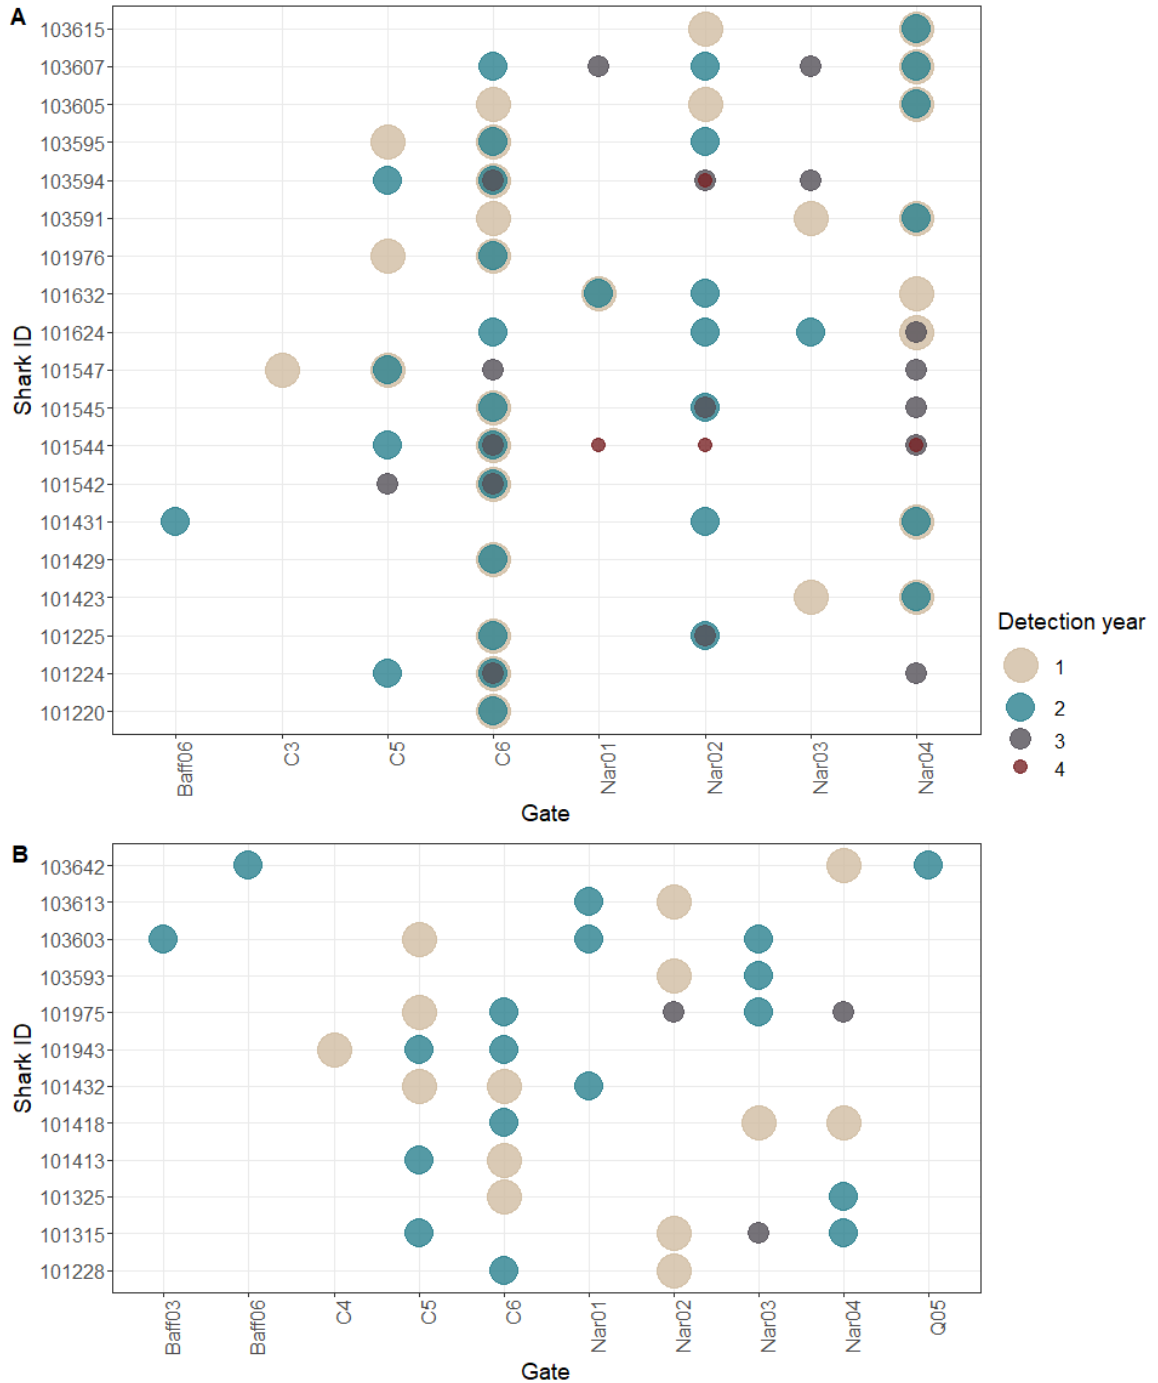 A
103615
103607
103605
103595
103594
103591
101976
101632
101624
101547
101545
101544
101542
101431
101429
101423
101225
101224
101220
Shark ID
Baff06
C3
C5
C6
Nar01
Nar02
Nar03
Nar04
Gate
Detection year
1
2
3
4
B
103642
103613
103603
103593
101975
101943
101432
101418
101413
101325
101315
101228
Shark ID
Baff03
Baff06
C4
C5
C6
Nar01
Nar02
Nar03
Nar04
Q05
Gate